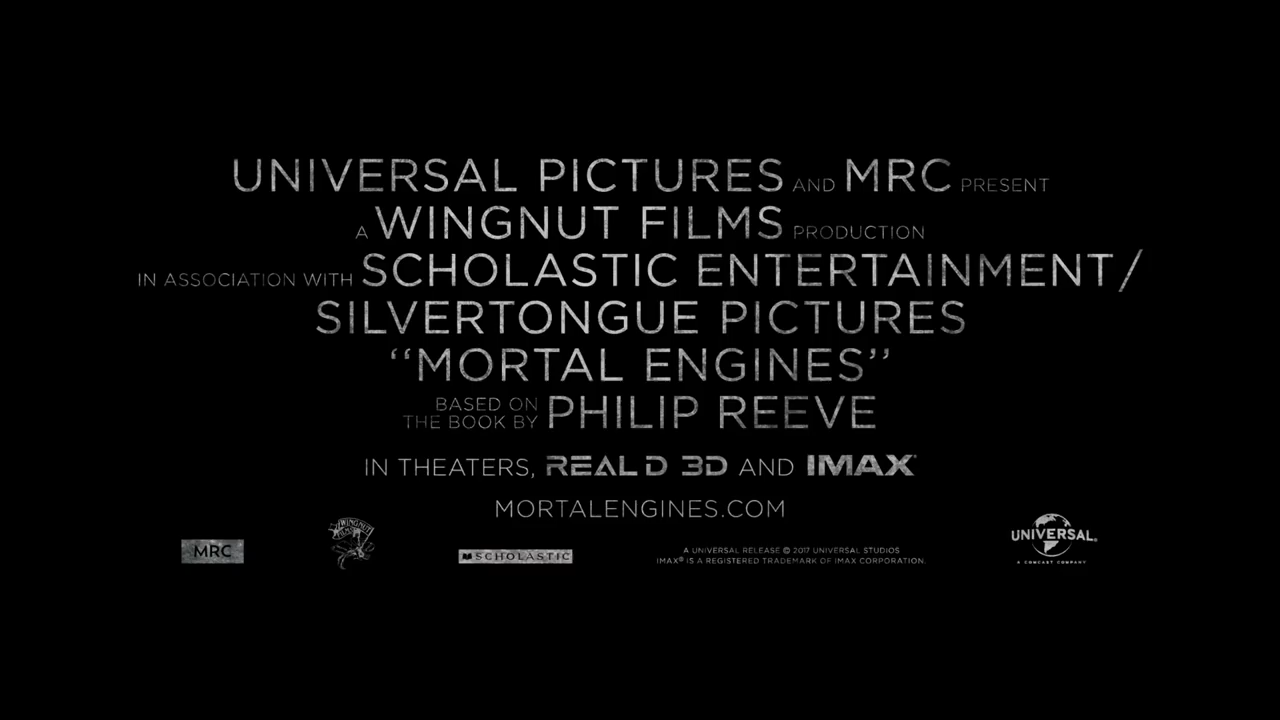 UNIVERSAL PICTURES AND MRC PRESENT
A WINGNUT FILMS PRODUCTION
IN ASSOCIATION WITH SCHOLASTIC ENTERTAINMENT/
SILVERTONGUE PICTURES
“MORTAL ENGINES”
BASED ON
THE BOOK BY PHILIP REEVE
IN THEATERS, REAL D 3D AND IMAX®
MORTALENGINES.COM
MRC
WINGNUT FILMS
SCHOLASTIC
A UNIVERSAL RELEASE © 2017 UNIVERSAL STUDIOS
IMAX® IS A REGISTERED TRADEMARK OF IMAX CORPORATION.
UNIVERSAL®
A COMCAST COMPANY